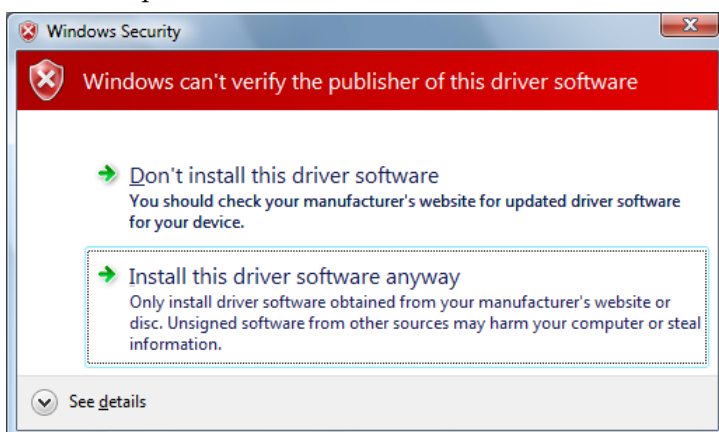 Windows Security
Windows can't verify the publisher of this driver software
Don't install this driver software
You should check your manufacturer's website for updated driver software
for your device.
Install this driver software anyway
Only install driver software obtained from your manufacturer's website or
disc. Unsigned software from other sources may harm your computer or steal
information.
See details